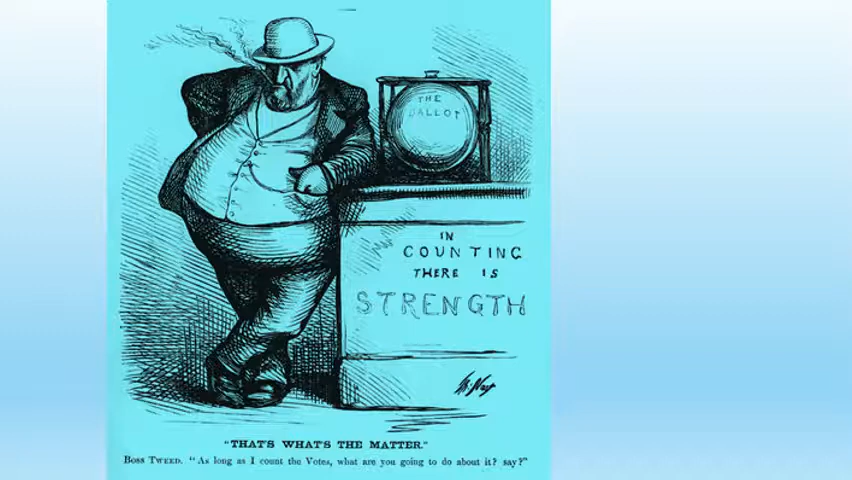 THE
BALLOT
IN
COUNTING
THERE IS
STRENGTH
Th. Nast
"THAT'S WHAT'S THE MATTER."
BOSS TWEED. "As long as I count the Votes, what are you going to do about it? say?"